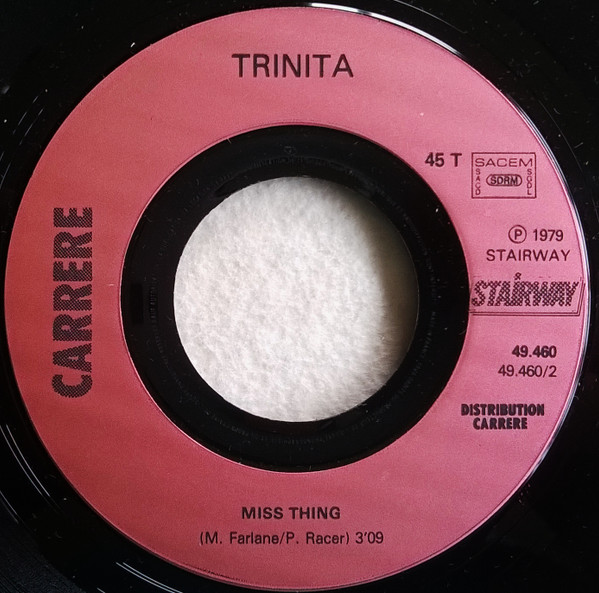 TRINITA
45 T
SACEM
SACD
SDRM
SGDL
CARRERE
Ⓟ 1979
STAIRWAY
STAIRWAY
49.460
49.460/2
DISTRIBUTION
CARRERE
MISS THING
(M. Farlane/P. Racer) 3'09